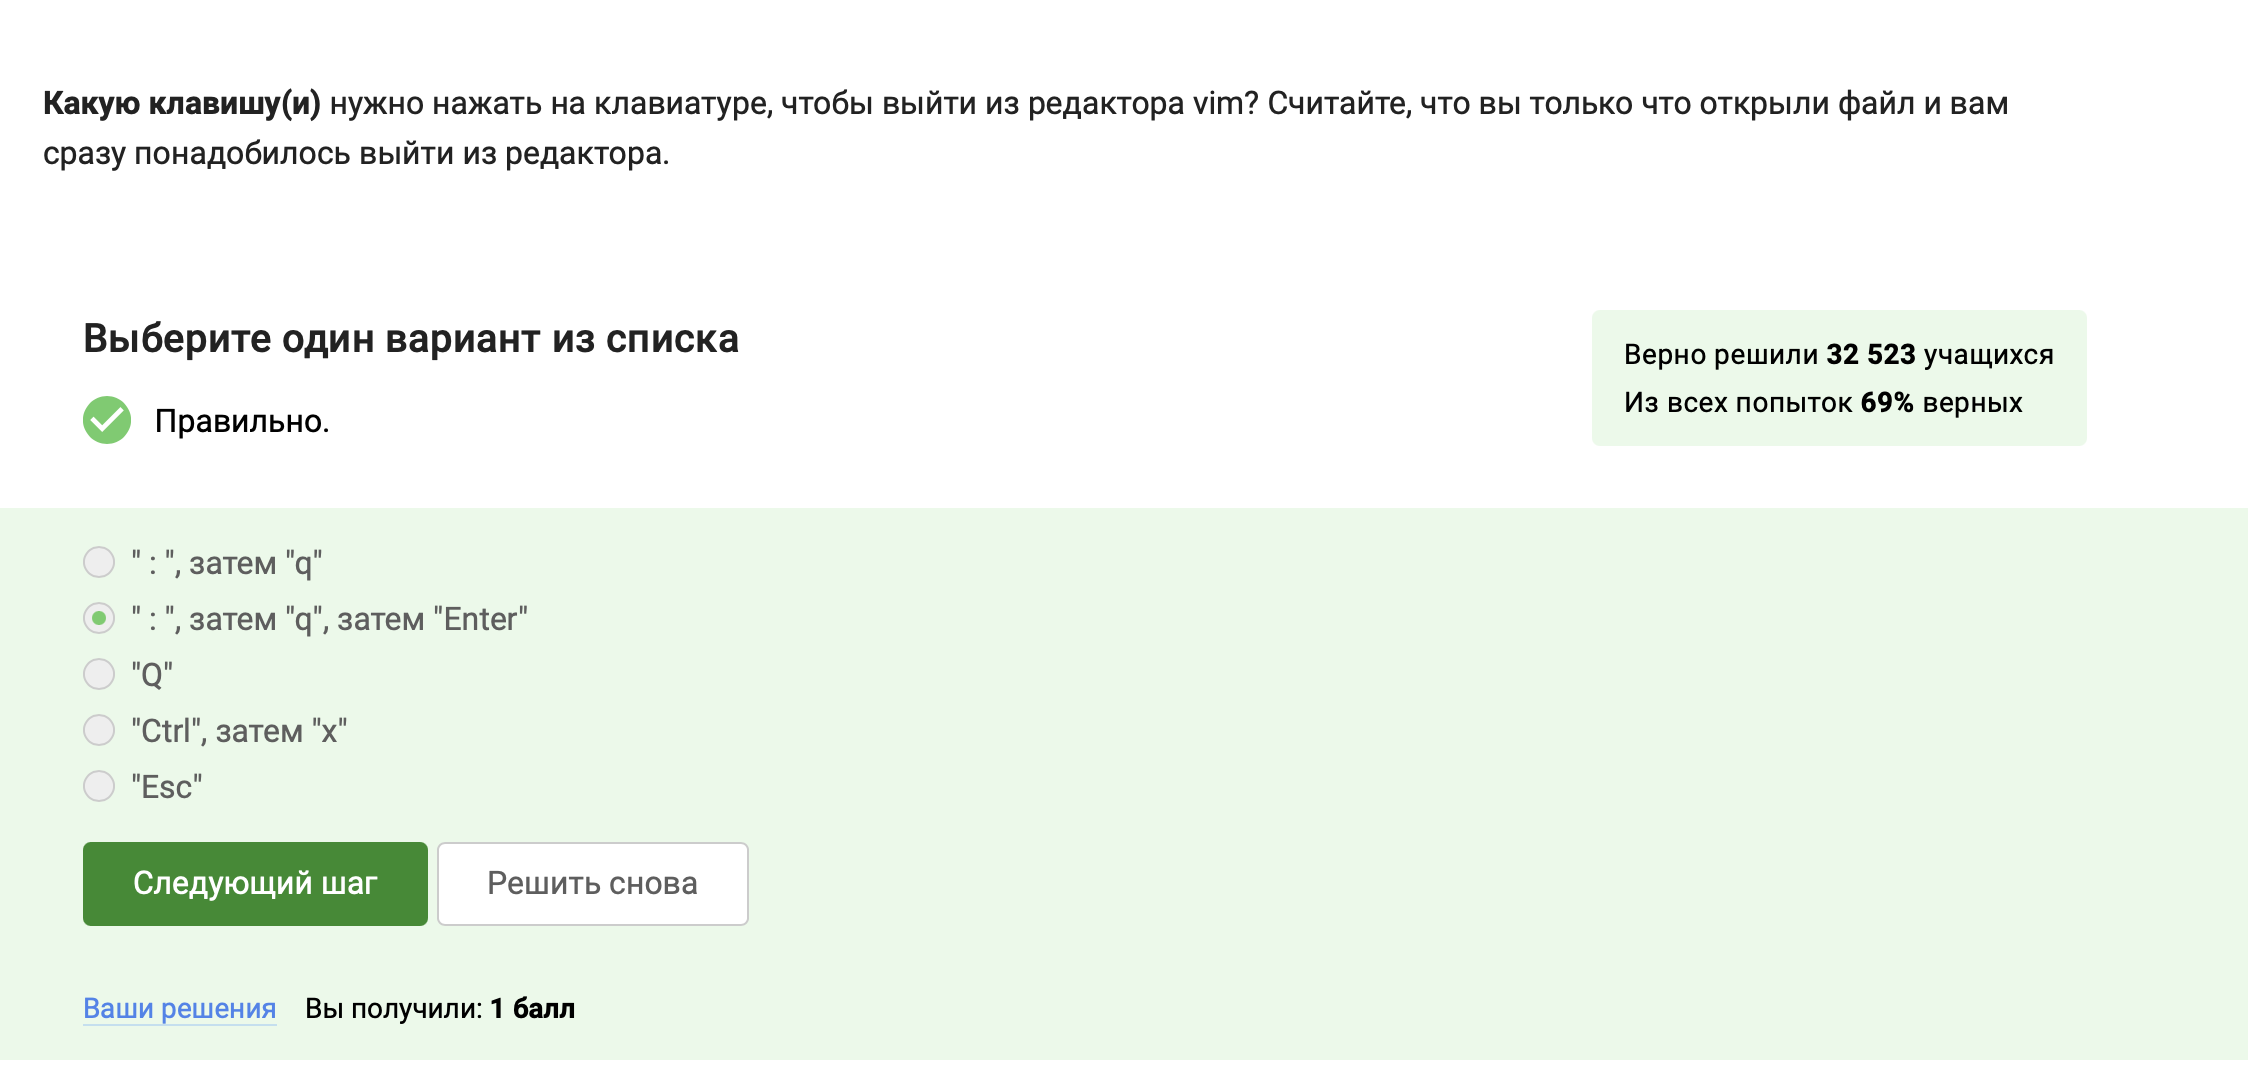 Какую клавишу(и) нужно нажать на клавиатуре, чтобы выйти из редактора vim? Считайте, что вы только что открыли файл и вам
сразу понадобилось выйти из редактора.
Выберите один вариант из списка
Правильно.
Верно решили 32 523 учащихся
Из всех попыток 69% верных
" : ", затем "q"
" : ", затем "q", затем "Enter"
"Q"
"Ctrl", затем "x"
"Esc"
Следующий шаг
Решить снова
Ваши решения Вы получили: 1 балл